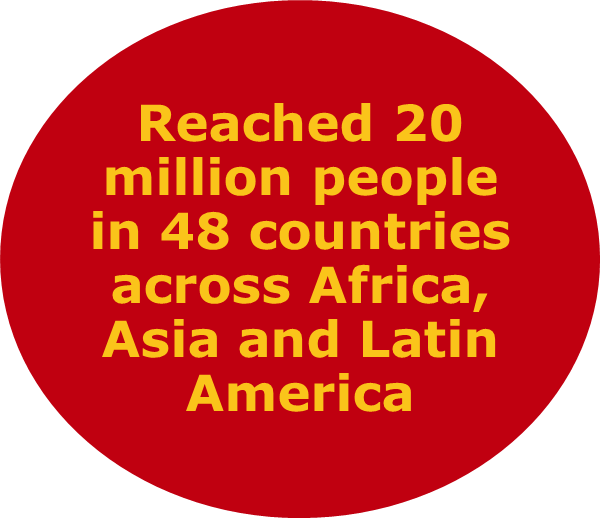 Reached 20
million people
in 48 countries
across Africa,
Asia and Latin
America